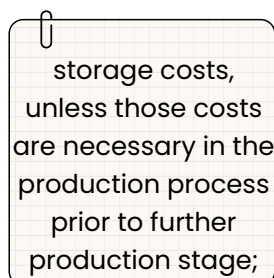 storage costs,
unless those costs
are necessary in the
production process
prior to further
production stage;